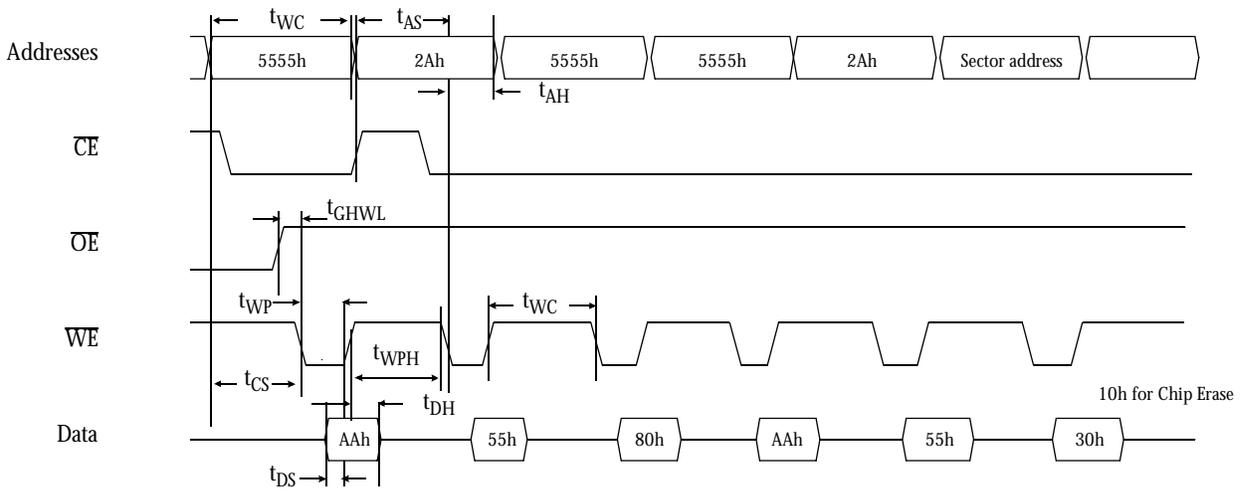 tWC tAS
Addresses 5555h 2Ah 5555h 5555h 2Ah Sector address
tAH
CE
tGHWL
OE
tWP tWC
WE
tWPH
tCS
10h for Chip Erase
tDH
Data AAh 55h 80h AAh 55h 30h
tDS